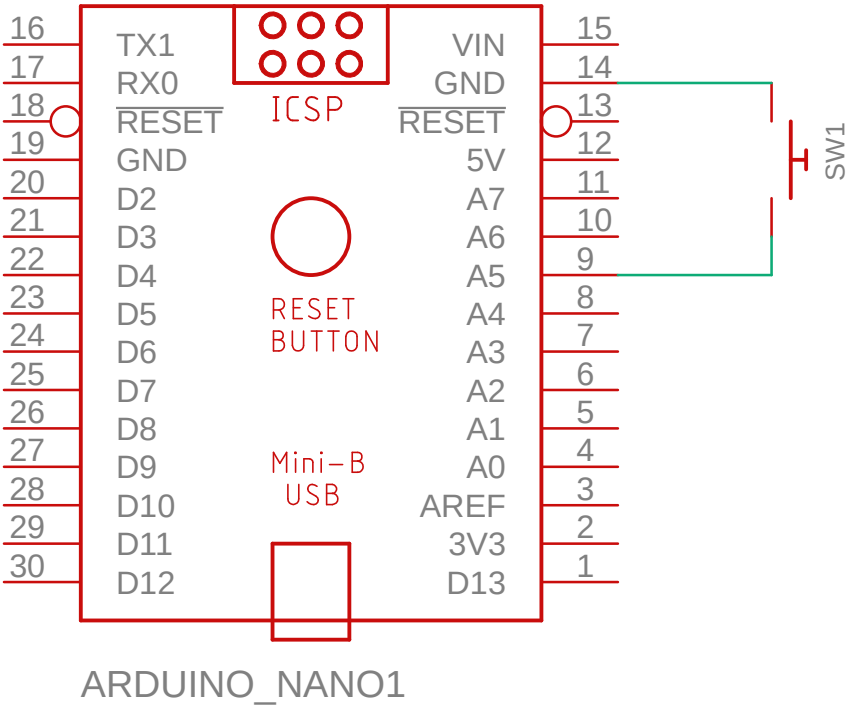 16 TX1 VIN 15
17 RX0 GND 14
18 RESET ICSP RESET 13
19 GND 5V 12
20 D2 A7 11
21 D3 A6 10
22 D4 A5 9
23 D5 RESET A4 8
24 D6 BUTTON A3 7
25 D7 A2 6
26 D8 A1 5
27 D9 Mini-B A0 4
28 D10 USB AREF 3
29 D11 3V3 2
30 D12 D13 1
SW1
ARDUINO_NANO1